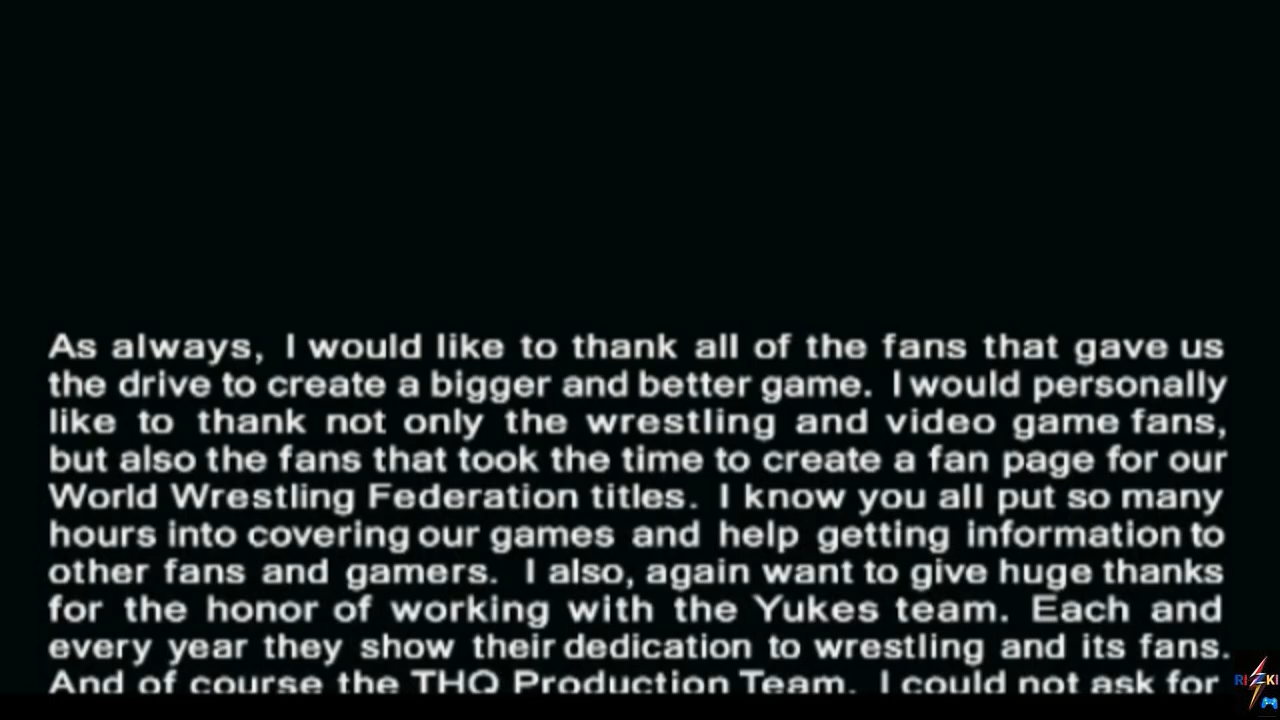 As always, I would like to thank all of the fans that gave us
the drive to create a bigger and better game. I would personally
like to thank not only the wrestling and video game fans,
but also the fans that took the time to create a fan page for our
World Wrestling Federation titles. I know you all put so many
hours into covering our games and help getting information to
other fans and gamers. I also, again want to give huge thanks
for the honor of working with the Yukes team. Each and
every year they show their dedication to wrestling and its fans.
And of course the THQ Production Team. I could not ask for
RIZKI